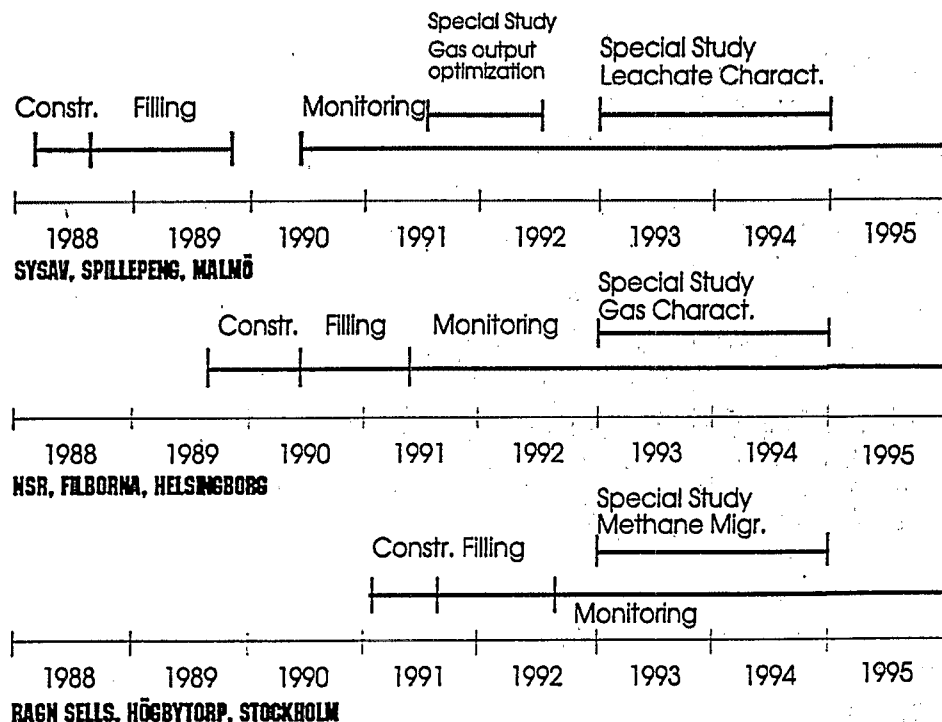 Special Study
Gas output
optimization
Special Study
Leachate Charact.
Constr. Filling Monitoring
1988 1989 1990 1991 1992 1993 1994 1995
SYSAV, SPILLEPENG, MALMÖ
Special Study
Gas Charact.
Constr. Filling Monitoring
1988 1989 1990 1991 1992 1993 1994 1995
NSR, FILBORNA, HELSINGBORG
Special Study
Methane Migr.
Constr. Filling
Monitoring
1988 1989 1990 1991 1992 1993 1994 1995
RAGN SELLS, HÖGBYTORP, STOCKHOLM